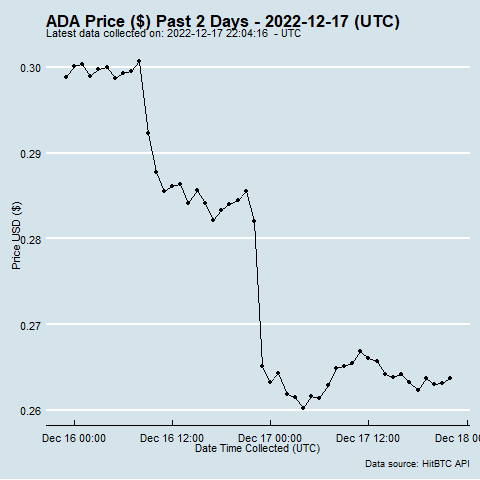 ADA Price ($) Past 2 Days - 2022-12-17 (UTC)
Latest data collected on: 2022-12-17 22:04:16  - UTC
0.30
0.29
0.28
0.27
0.26
Price USD ($)
Dec 16 00:00
Dec 16 12:00
Dec 17 00:00
Dec 17 12:00
Dec 18 0
Date Time Collected (UTC)
Data source: HitBTC API